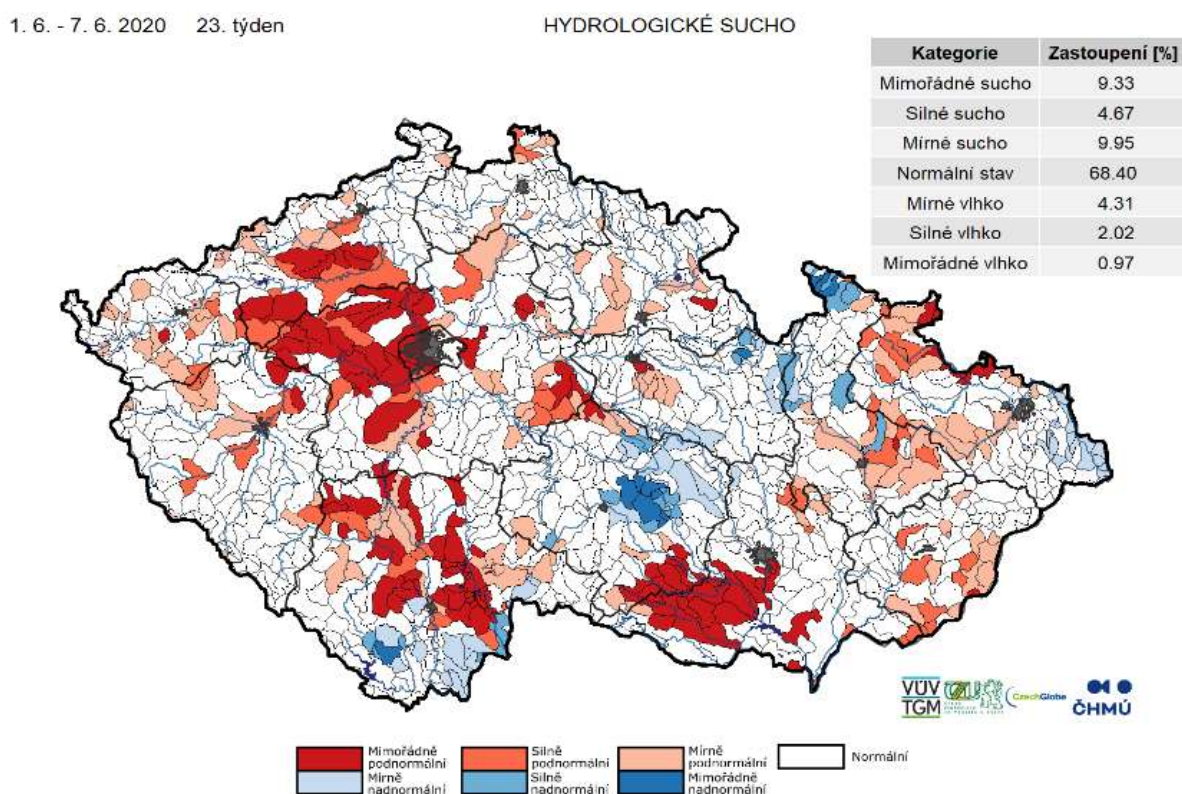 1. 6. - 7. 6. 2020 23. týden HYDROLOGICKÉ SUCHO
Kategorie Zastoupení [%]
Mimořádné sucho 9.33
Silné sucho 4.67
Mírné sucho 9.95
Normální stav 68.40
Mírné vlhko 4.31
Silné vlhko 2.02
Mimořádné vlhko 0.97
VÚV
TGM
CzechGlobe
ČHMÚ
Mimořádně
podnormální
Silně
podnormální
Mírně
podnormální
Normální
Mírně
nadnormální
Silně
nadnormální
Mimořádně
nadnormální